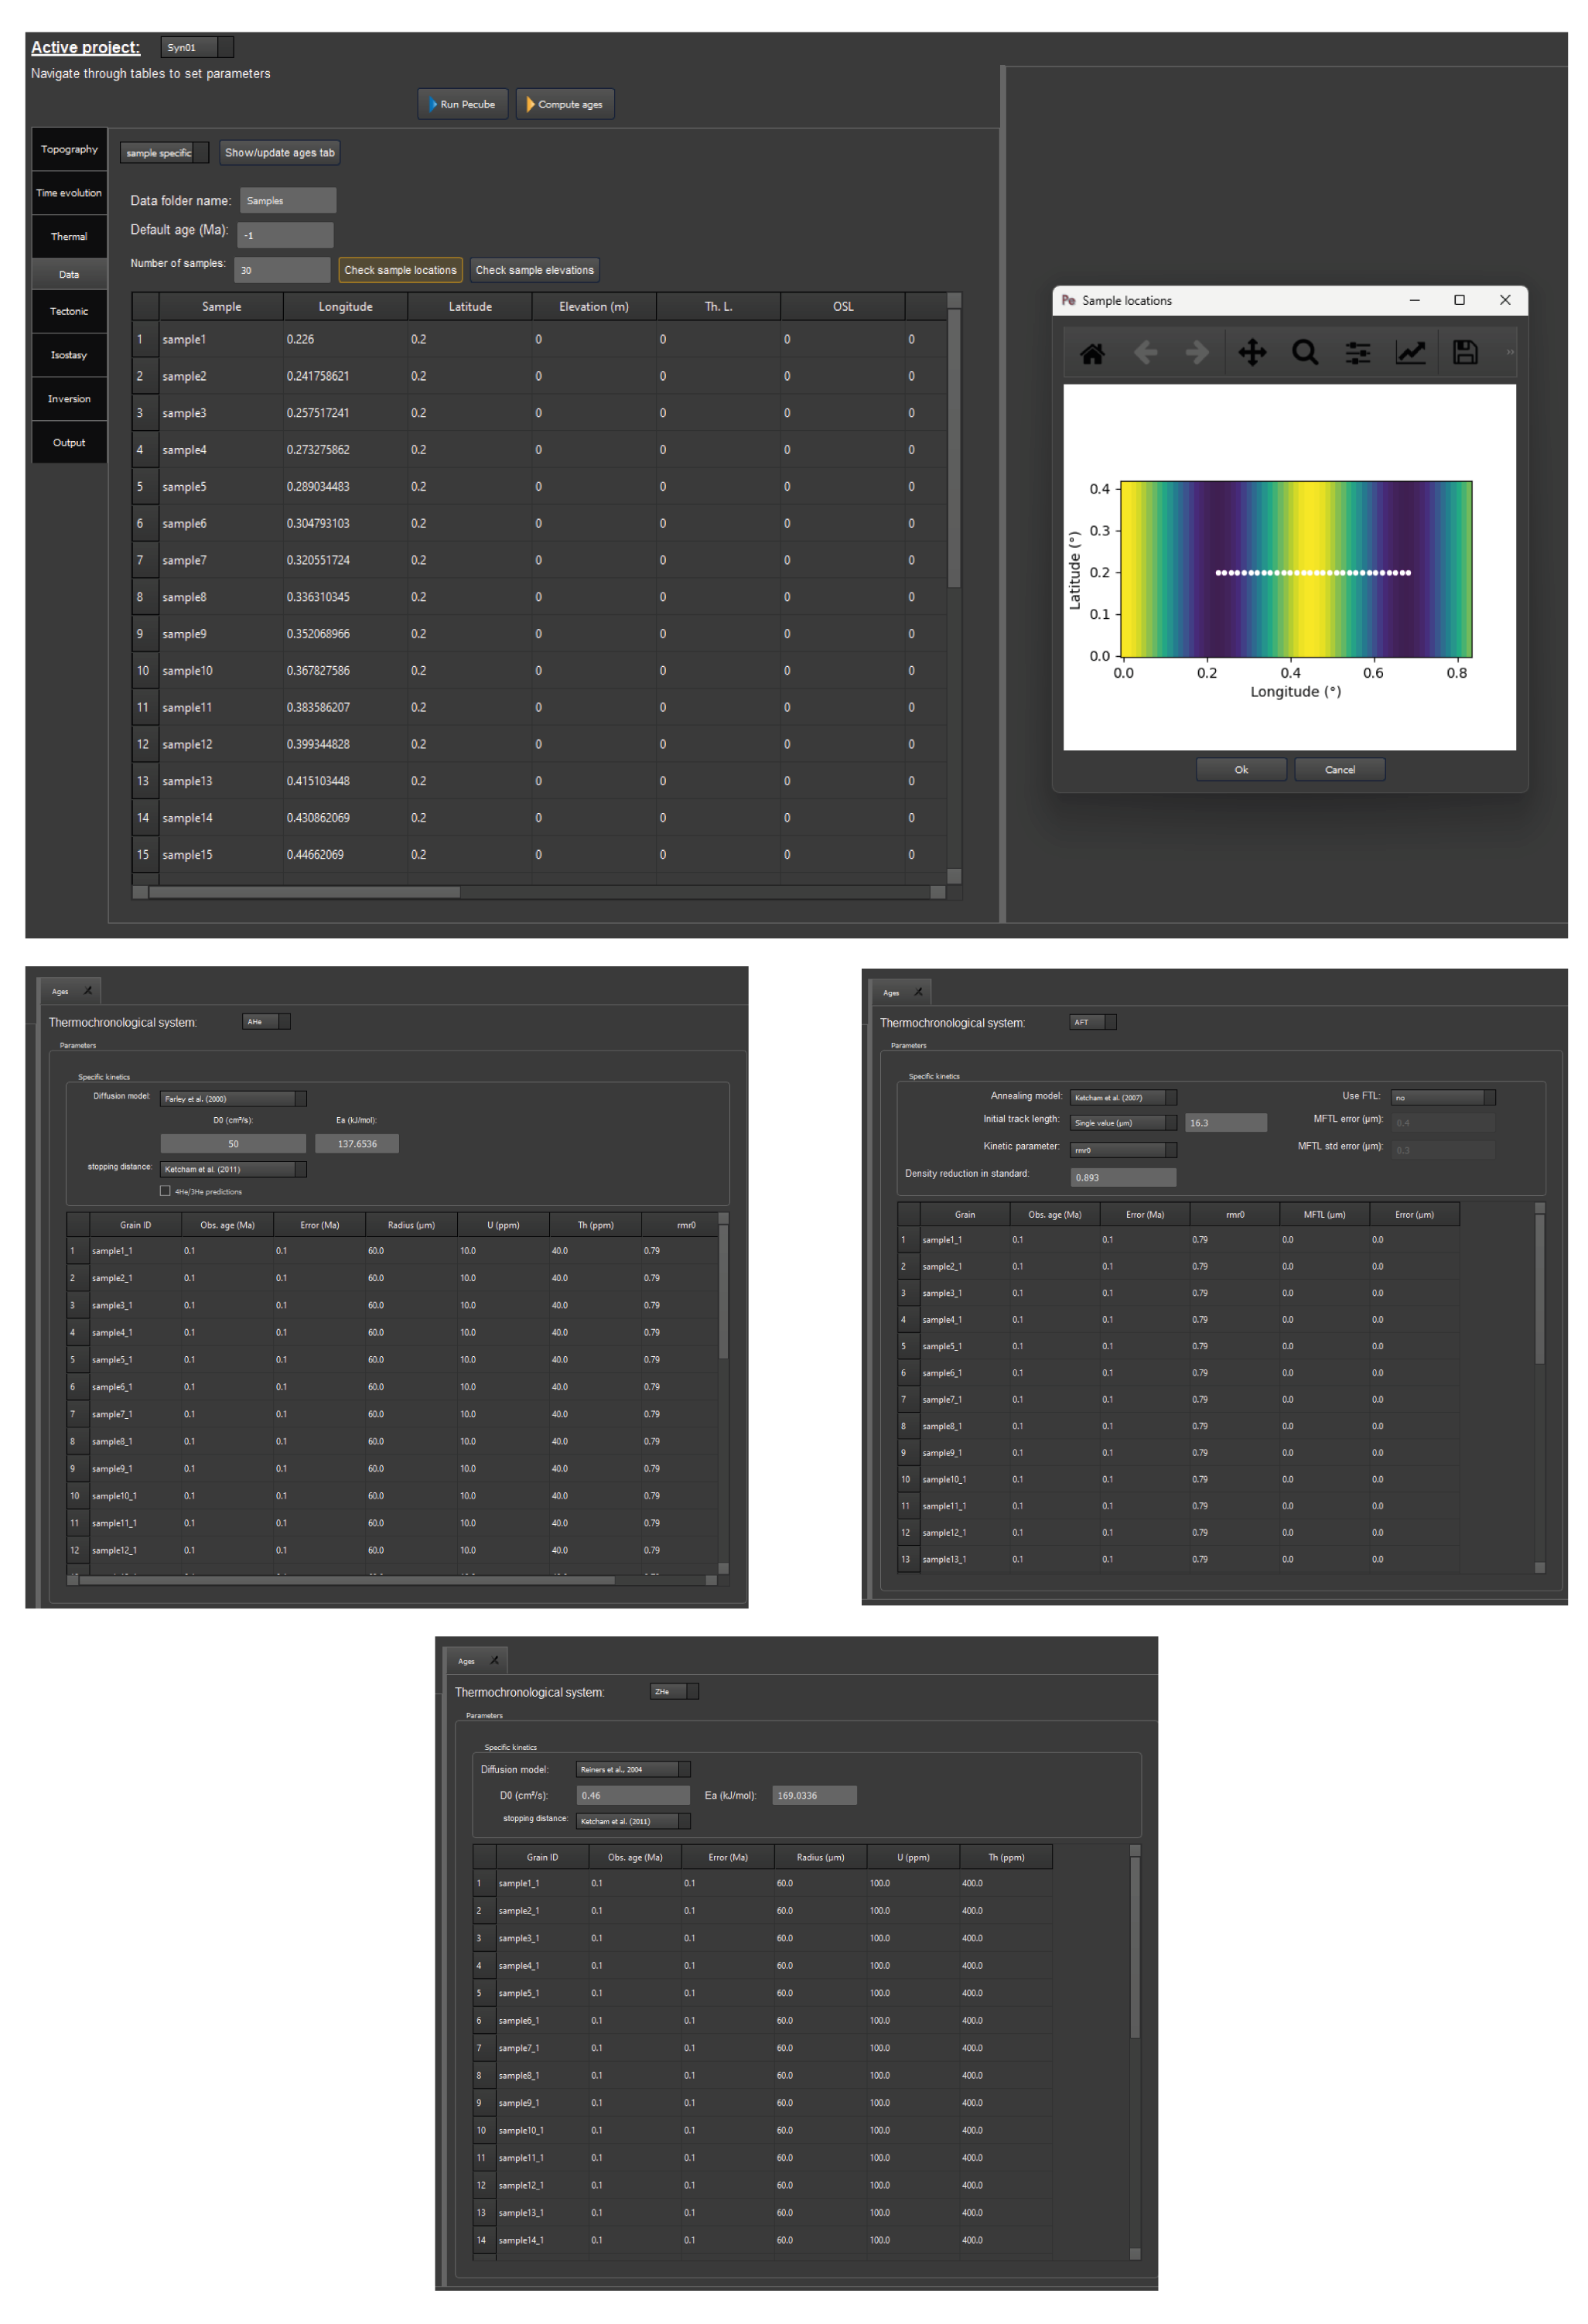 Active project: Syn01
Navigate through tables to set parameters
Run Pecube Compute ages
Topography
Time evolution
Thermal
Data
Tectonic
Isostasy
Inversion
Output
sample specific Show/update ages tab
Data folder name: Samples
Default age (Ma): -1
Number of samples: 30 Check sample locations Check sample elevations
Sample Longitude Latitude Elevation (m) Th. L. OSL
1 sample1 0.226 0.2 0 0 0 0
2 sample2 0.241758621 0.2 0 0 0 0
3 sample3 0.257517241 0.2 0 0 0 0
4 sample4 0.273275862 0.2 0 0 0 0
5 sample5 0.289034483 0.2 0 0 0 0
6 sample6 0.304793103 0.2 0 0 0 0
7 sample7 0.320551724 0.2 0 0 0 0
8 sample8 0.336310345 0.2 0 0 0 0
9 sample9 0.352068966 0.2 0 0 0 0
10 sample10 0.367827586 0.2 0 0 0 0
11 sample11 0.383586207 0.2 0 0 0 0
12 sample12 0.399344828 0.2 0 0 0 0
13 sample13 0.415103448 0.2 0 0 0 0
14 sample14 0.430862069 0.2 0 0 0 0
15 sample15 0.44662069 0.2 0 0 0 0
Pe Sample locations
Latitude (°)
0.4
0.3
0.2
0.1
0.0
0.0 0.2 0.4 0.6 0.8
Longitude (°)
Ok Cancel
Ages
Thermochronological system: AHe
Parameters
Specific kinetics
Diffusion model: Farley et al. (2000)
D0 (cm²/s): Ea (kJ/mol):
50 137.6536
stopping distance: Ketcham et al. (2011)
4He/3He predictions
Grain ID Obs. age (Ma) Error (Ma) Radius (µm) U (ppm) Th (ppm) rmr0
1 sample1_1 0.1 0.1 60.0 10.0 40.0 0.79
2 sample2_1 0.1 0.1 60.0 10.0 40.0 0.79
3 sample3_1 0.1 0.1 60.0 10.0 40.0 0.79
4 sample4_1 0.1 0.1 60.0 10.0 40.0 0.79
5 sample5_1 0.1 0.1 60.0 10.0 40.0 0.79
6 sample6_1 0.1 0.1 60.0 10.0 40.0 0.79
7 sample7_1 0.1 0.1 60.0 10.0 40.0 0.79
8 sample8_1 0.1 0.1 60.0 10.0 40.0 0.79
9 sample9_1 0.1 0.1 60.0 10.0 40.0 0.79
10 sample10_1 0.1 0.1 60.0 10.0 40.0 0.79
11 sample11_1 0.1 0.1 60.0 10.0 40.0 0.79
12 sample12_1 0.1 0.1 60.0 10.0 40.0 0.79
Ages
Thermochronological system: AFT
Parameters
Specific kinetics
Annealing model: Ketcham et al. (2007) Use FTL: no
Initial track length: Single value (µm) 16.3 MFTL error (µm): 0.4
Kinetic parameter: rmr0 MFTL std error (µm): 0.3
Density reduction in standard: 0.893
Grain Obs. age (Ma) Error (Ma) rmr0 MFTL (µm) Error (µm)
1 sample1_1 0.1 0.1 0.79 0.0 0.0
2 sample2_1 0.1 0.1 0.79 0.0 0.0
3 sample3_1 0.1 0.1 0.79 0.0 0.0
4 sample4_1 0.1 0.1 0.79 0.0 0.0
5 sample5_1 0.1 0.1 0.79 0.0 0.0
6 sample6_1 0.1 0.1 0.79 0.0 0.0
7 sample7_1 0.1 0.1 0.79 0.0 0.0
8 sample8_1 0.1 0.1 0.79 0.0 0.0
9 sample9_1 0.1 0.1 0.79 0.0 0.0
10 sample10_1 0.1 0.1 0.79 0.0 0.0
11 sample11_1 0.1 0.1 0.79 0.0 0.0
12 sample12_1 0.1 0.1 0.79 0.0 0.0
13 sample13_1 0.1 0.1 0.79 0.0 0.0
Ages
Thermochronological system: ZHe
Parameters
Specific kinetics
Diffusion model: Reiners et al., 2004
D0 (cm²/s): 0.46 Ea (kJ/mol): 169.0336
stopping distance: Ketcham et al. (2011)
Grain ID Obs. age (Ma) Error (Ma) Radius (µm) U (ppm) Th (ppm)
1 sample1_1 0.1 0.1 60.0 100.0 400.0
2 sample2_1 0.1 0.1 60.0 100.0 400.0
3 sample3_1 0.1 0.1 60.0 100.0 400.0
4 sample4_1 0.1 0.1 60.0 100.0 400.0
5 sample5_1 0.1 0.1 60.0 100.0 400.0
6 sample6_1 0.1 0.1 60.0 100.0 400.0
7 sample7_1 0.1 0.1 60.0 100.0 400.0
8 sample8_1 0.1 0.1 60.0 100.0 400.0
9 sample9_1 0.1 0.1 60.0 100.0 400.0
10 sample10_1 0.1 0.1 60.0 100.0 400.0
11 sample11_1 0.1 0.1 60.0 100.0 400.0
12 sample12_1 0.1 0.1 60.0 100.0 400.0
13 sample13_1 0.1 0.1 60.0 100.0 400.0
14 sample14_1 0.1 0.1 60.0 100.0 400.0